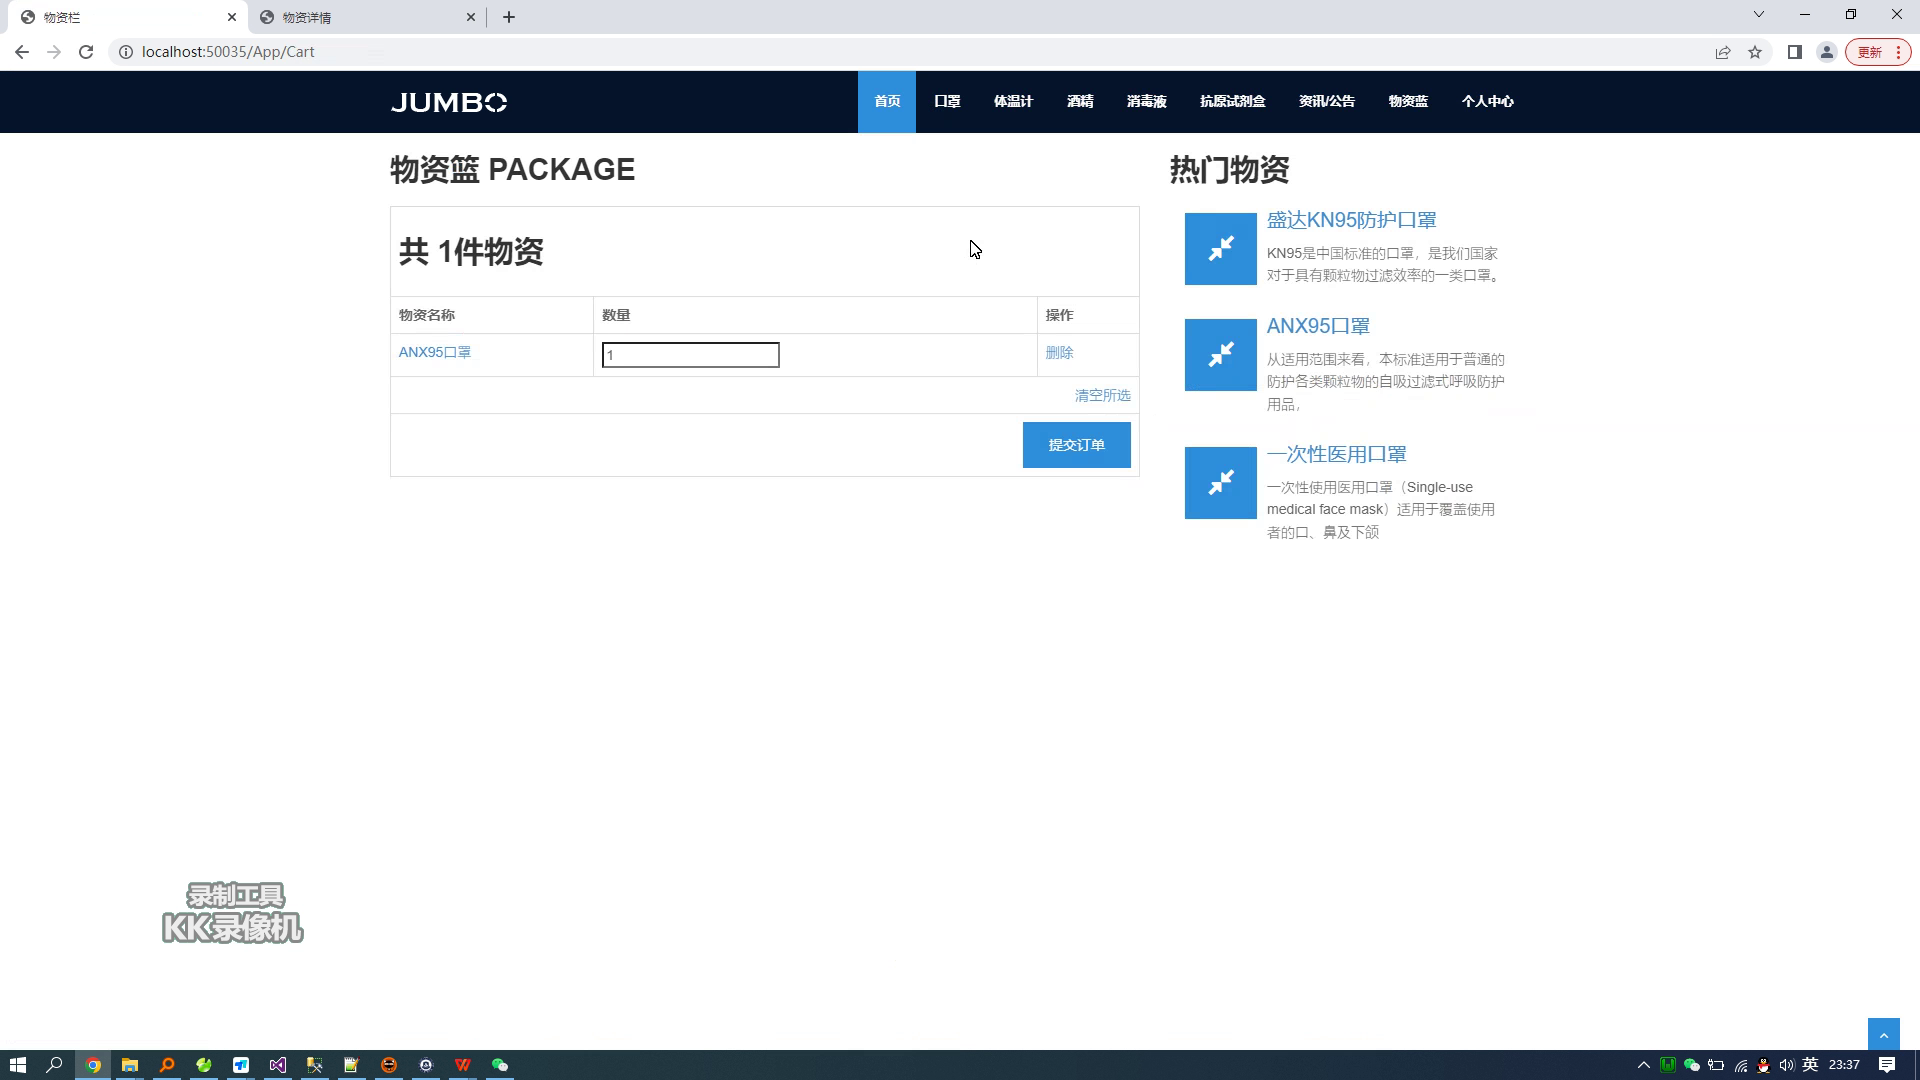 物资栏
物资详情
localhost:50035/App/Cart
更新
JUMBO
首页
口罩
体温计
酒精
消毒液
抗原试剂盒
资讯/公告
物资蓝
个人中心
物资篮 PACKAGE
共 1件物资
物资名称
数量
操作
ANX95口罩
1
删除
清空所选
提交订单
热门物资
盛达KN95防护口罩
KN95是中国标准的口罩，是我们国家
对于具有颗粒物过滤效率的一类口罩。
ANX95口罩
从适用范围来看，本标准适用于普通的
防护各类颗粒物的自吸过滤式呼吸防护
用品，
一次性医用口罩
一次性使用医用口罩（Single-use
medical face mask）适用于覆盖使用
者的口、鼻及下颌
录制工具
KK录像机
英
23:37